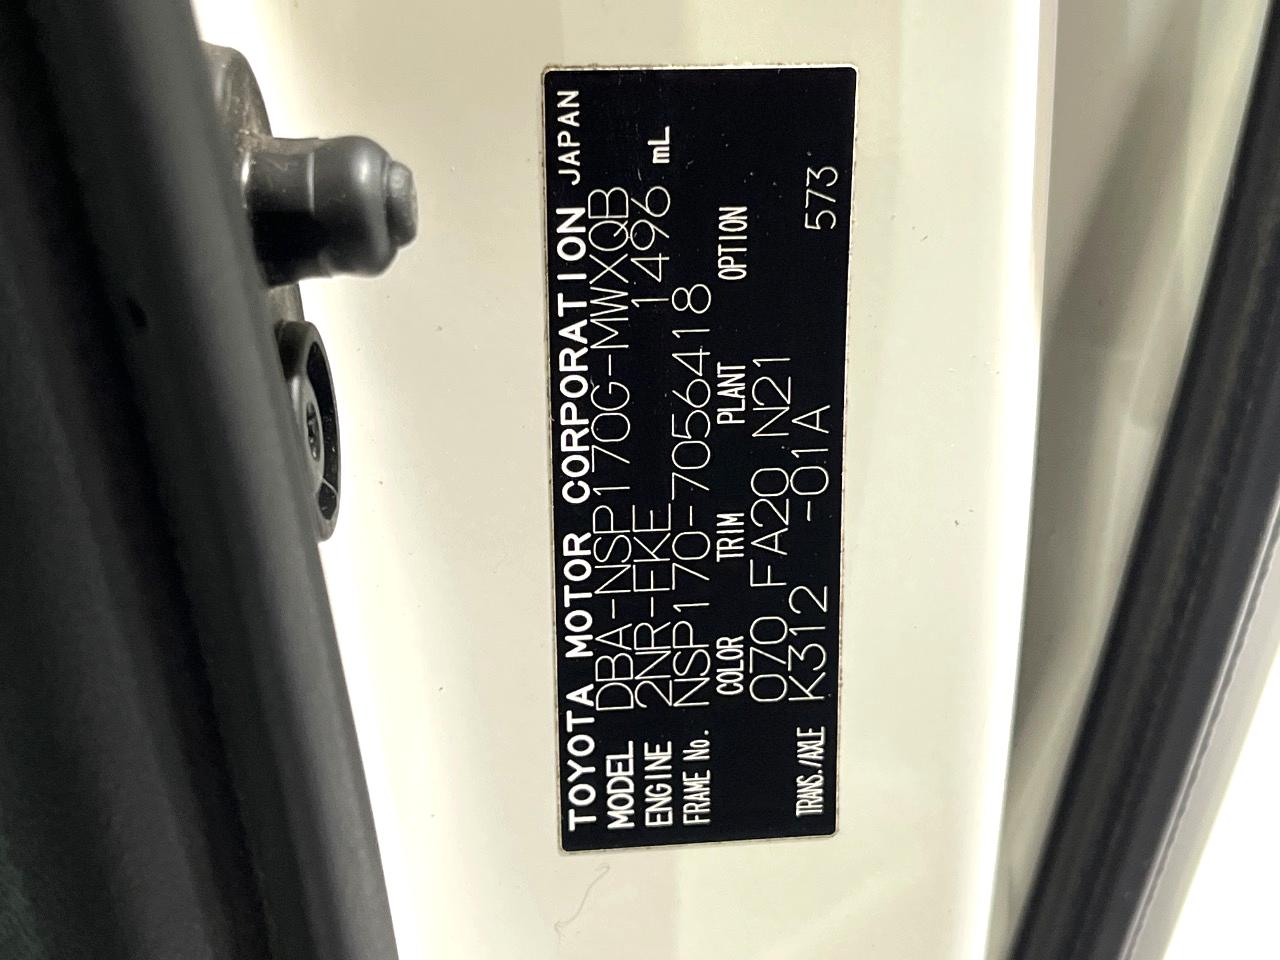 TOYOTA MOTOR CORPORATION JAPAN
MODEL DBA-NSP170G-MWXQB
ENGINE 2NR-FKE 1496 mL
FRAME No. NSP170-7056418
COLOR TRIM PLANT OPTION
070 FA20 N21
TRANS./AXLE K312 -01A 573